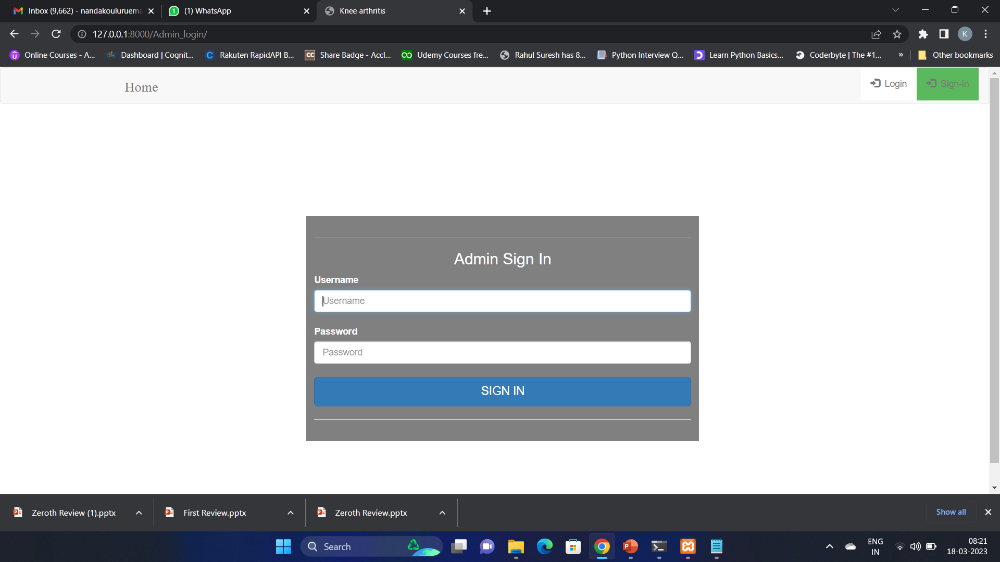 Inbox (9,662) - nandakouluruema
(1) WhatsApp
Knee arthritis
127.0.0.1:8000/Admin_login/
K
Online Courses - A...
Dashboard | Cognit...
Rakuten RapidAPI B...
Share Badge - Accl...
Udemy Courses fre...
Rahul Suresh has 8...
Python Interview Q...
Learn Python Basics...
Coderbyte | The #1...
»
Other bookmarks
Home
Login
Sign-in
Admin Sign In
Username
Username
Password
Password
SIGN IN
Zeroth Review (1).pptx
First Review.pptx
Zeroth Review.pptx
Show all
Search
ENG
IN
08:21
18-03-2023